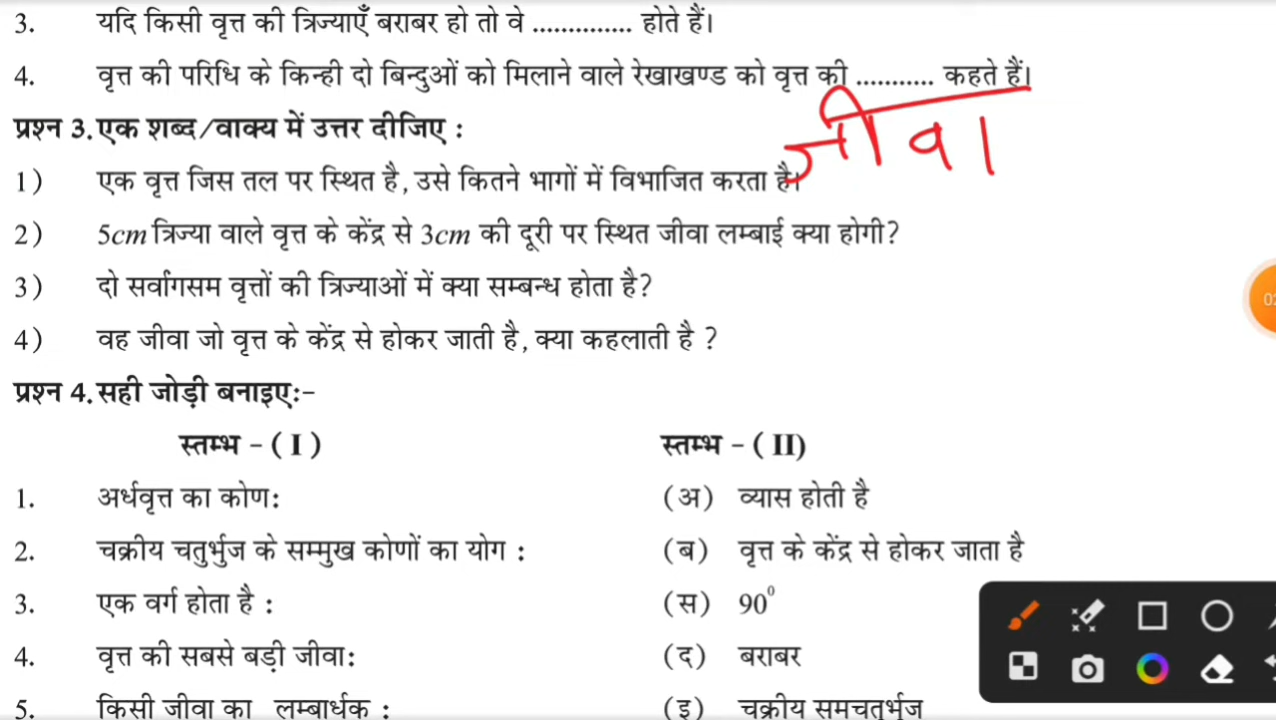 3. यदि किसी वृत्त की त्रिज्याएँ बराबर हो तो वे .............. होते हैं।
4. वृत्त की परिधि के किन्ही दो बिन्दुओं को मिलाने वाले रेखाखण्ड को वृत्त की ........... कहते हैं।
जीवा
प्रश्न 3. एक शब्द/वाक्य में उत्तर दीजिए :
1) एक वृत्त जिस तल पर स्थित है, उसे कितने भागों में विभाजित करता है।
2) 5cm त्रिज्या वाले वृत्त के केंद्र से 3cm की दूरी पर स्थित जीवा लम्बाई क्या होगी?
3) दो सर्वांगसम वृत्तों की त्रिज्याओं में क्या सम्बन्ध होता है?
4) वह जीवा जो वृत्त के केंद्र से होकर जाती है, क्या कहलाती है ?
प्रश्न 4. सही जोड़ी बनाइए:-
स्तम्भ - ( I ) स्तम्भ - ( II)
1. अर्धवृत्त का कोण: (अ) व्यास होती है
2. चक्रीय चतुर्भुज के सम्मुख कोणों का योग : (ब) वृत्त के केंद्र से होकर जाता है
3. एक वर्ग होता है : (स) 90⁰
4. वृत्त की सबसे बड़ी जीवा: (द) बराबर
5. किसी जीवा का लम्बार्धक : (इ) चक्रीय समचतुर्भुज